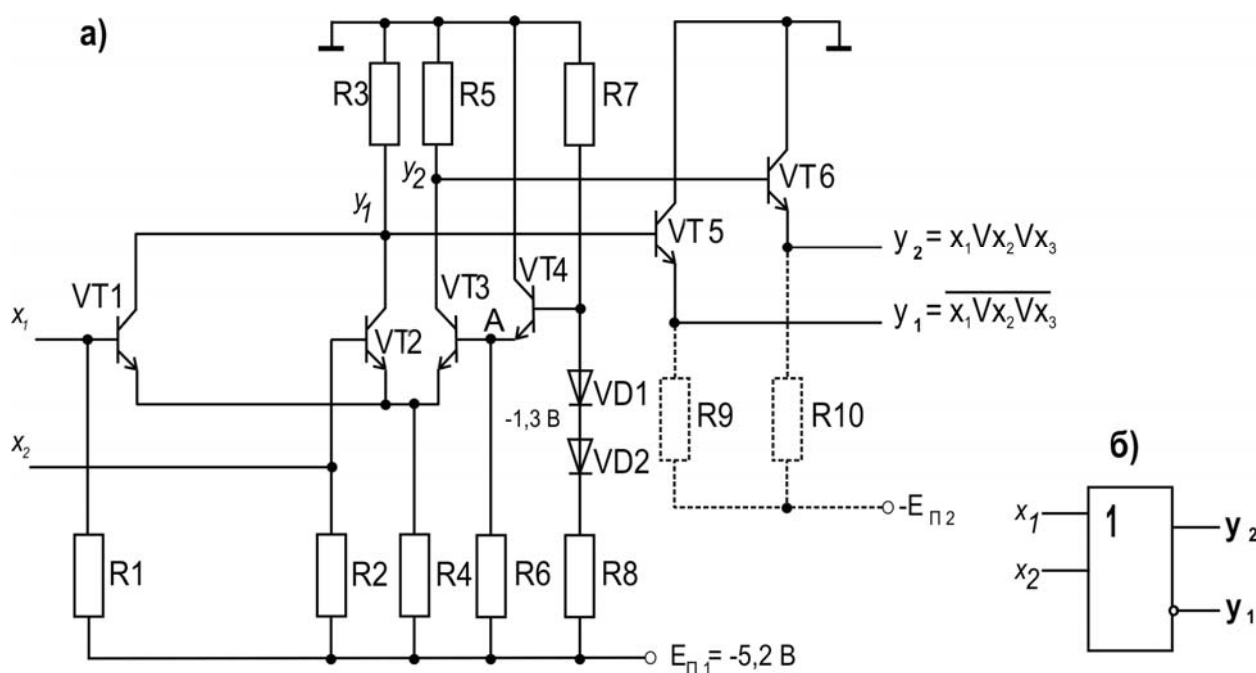 а)
R3
R5
R7
y2
y1
VT6
VT5
y2 = x1Vx2Vx3
y1 = x1Vx2Vx3
VT1
VT3
VT4
A
x1
VT2
VD1
-1,3 В
R9
R10
x2
VD2
б)
-EП2
x1
1
y2
x2
R1
R2
R4
R6
R8
y1
EП1= -5,2 В